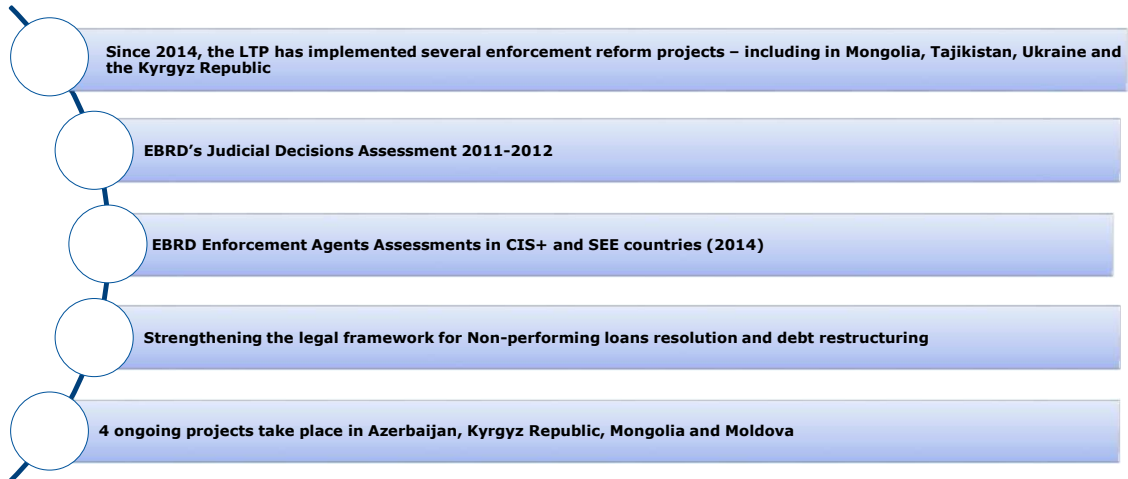 Since 2014, the LTP has implemented several enforcement reform projects – including in Mongolia, Tajikistan, Ukraine and
the Kyrgyz Republic
EBRD's Judicial Decisions Assessment 2011-2012
EBRD Enforcement Agents Assessments in CIS+ and SEE countries (2014)
Strengthening the legal framework for Non-performing loans resolution and debt restructuring
4 ongoing projects take place in Azerbaijan, Kyrgyz Republic, Mongolia and Moldova